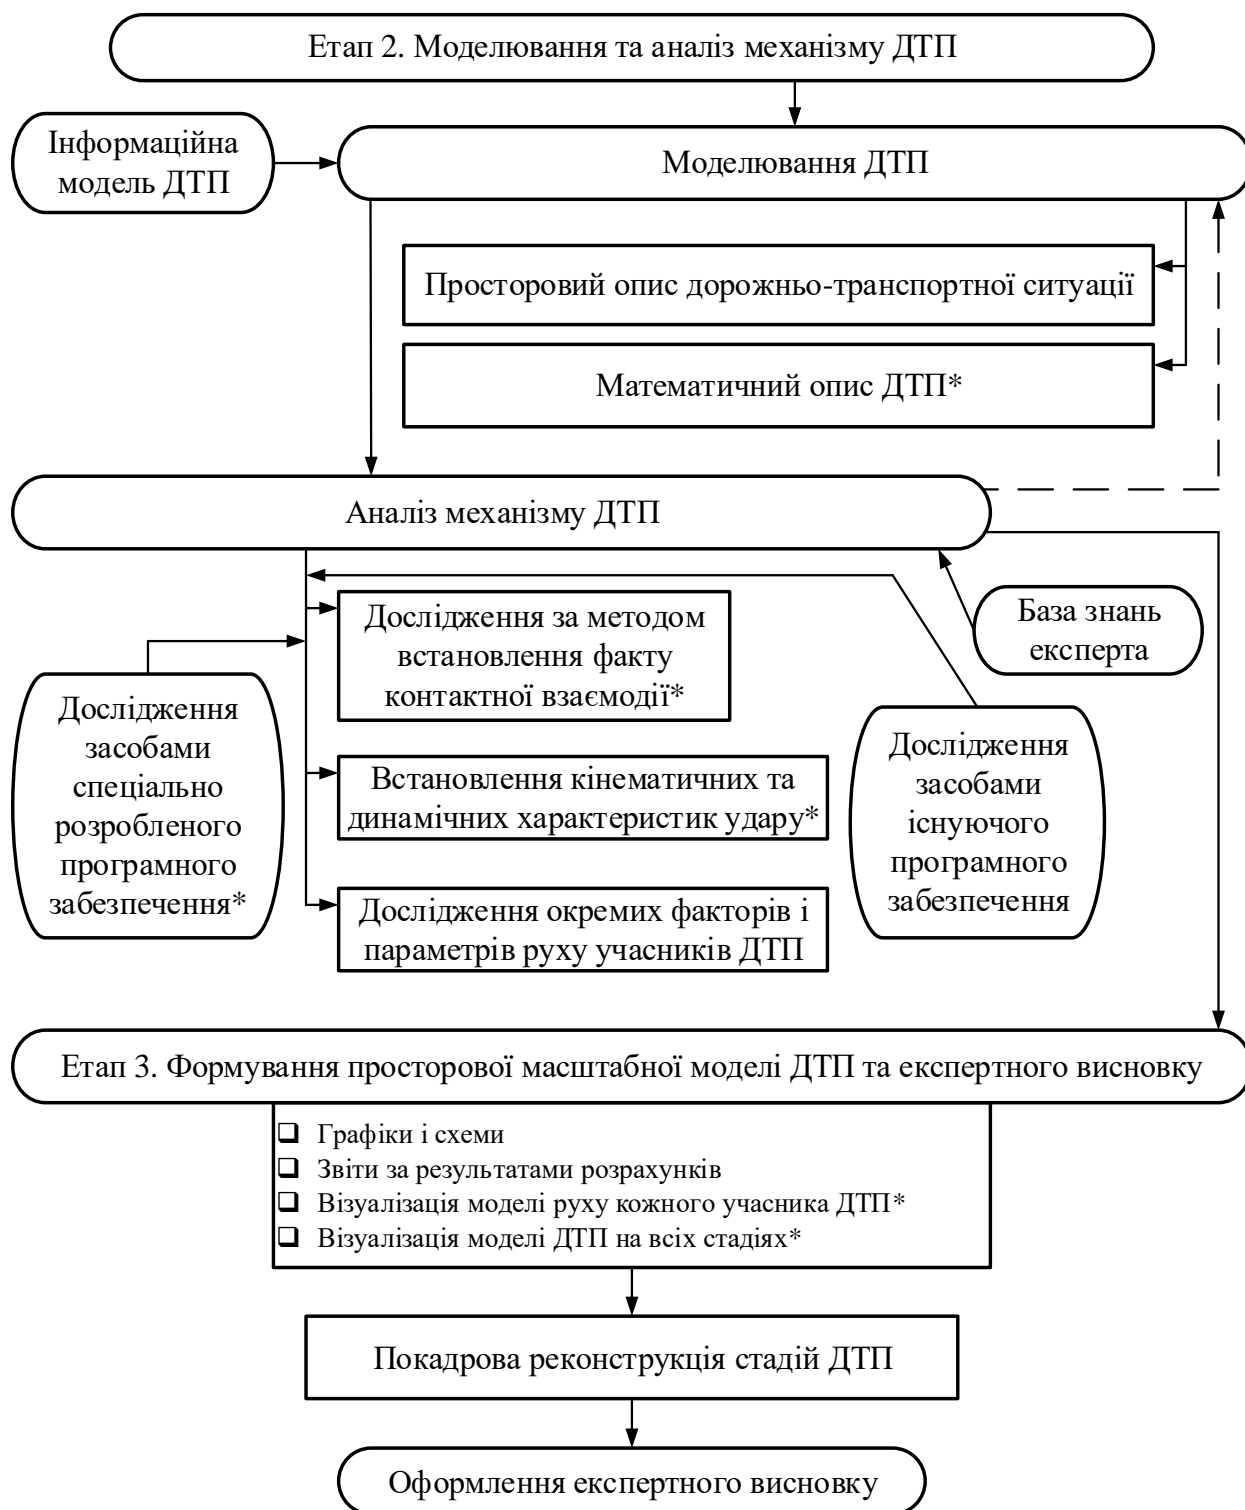 Етап 2. Моделювання та аналіз механізму ДТП
Інформаційна
модель ДТП
Моделювання ДТП
Просторовий опис дорожньо-транспортної ситуації
Математичний опис ДТП*
Аналіз механізму ДТП
База знань
експерта
Дослідження за методом
встановлення факту
контактної взаємодії*
Дослідження
засобами
спеціально
розробленого
програмного
забезпечення*
Встановлення кінематичних та
динамічних характеристик удару*
Дослідження
засобами
існуючого
програмного
забезпечення
Дослідження окремих факторів і
параметрів руху учасників ДТП
Етап 3. Формування просторової масштабної моделі ДТП та експертного висновку
❑ Графіки і схеми
❑ Звіти за результатами розрахунків
❑ Візуалізація моделі руху кожного учасника ДТП*
❑ Візуалізація моделі ДТП на всіх стадіях*
Покадрова реконструкція стадій ДТП
Оформлення експертного висновку